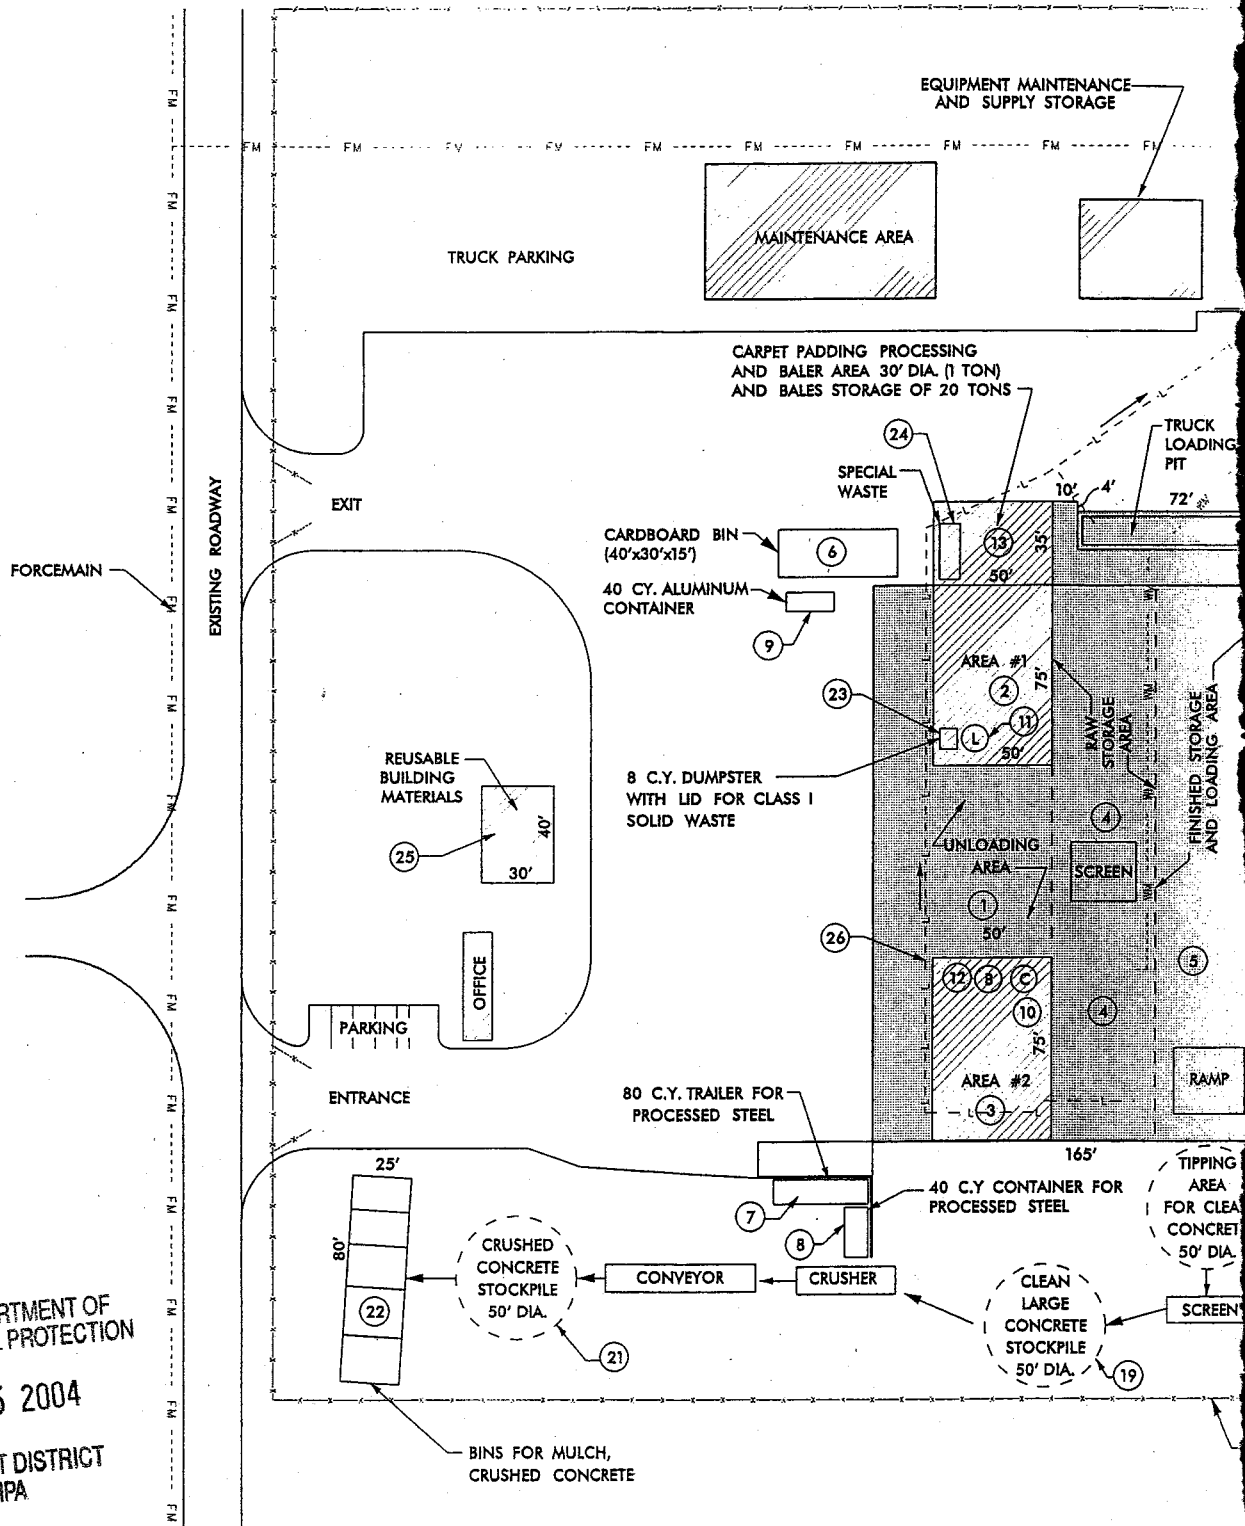 EQUIPMENT MAINTENANCE
AND SUPPLY STORAGE
FM FM FM FM FM FM FM FM FM FM
MAINTENANCE AREA
TRUCK PARKING
CARPET PADDING PROCESSING
AND BALER AREA 30' DIA. (1 TON)
AND BALES STORAGE OF 20 TONS
24
TRUCK
LOADING
PIT
SPECIAL
WASTE
10'
4'
72'
EXIT
EXISTING ROADWAY
CARDBOARD BIN
(40'x30'x15')
6
13
35'
50'
FORCEMAIN
40 CY. ALUMINUM
CONTAINER
9
AREA #1
2
75'
23
L
11
50'
RAW
STORAGE
AREA
FINISHED STORAGE
AND LOADING AREA
REUSABLE
BUILDING
MATERIALS
8 C.Y. DUMPSTER
WITH LID FOR CLASS I
SOLID WASTE
40'
25
30'
4
UNLOADING
AREA
SCREEN
1
50'
26
OFFICE
12
B
C
5
10
4
PARKING
75'
ENTRANCE
80 C.Y. TRAILER FOR
PROCESSED STEEL
AREA #2
3
RAMP
165'
25'
TIPPING
AREA
FOR CLEA
CONCRET
50' DIA.
40 C.Y CONTAINER FOR
PROCESSED STEEL
7
8
80'
CRUSHED
CONCRETE
STOCKPILE
50' DIA.
CONVEYOR
CRUSHER
CLEAN
LARGE
CONCRETE
STOCKPILE
50' DIA.
SCREEN
22
21
19
RTMENT OF
PROTECTION
2004
T DISTRICT
MPA
BINS FOR MULCH,
CRUSHED CONCRETE